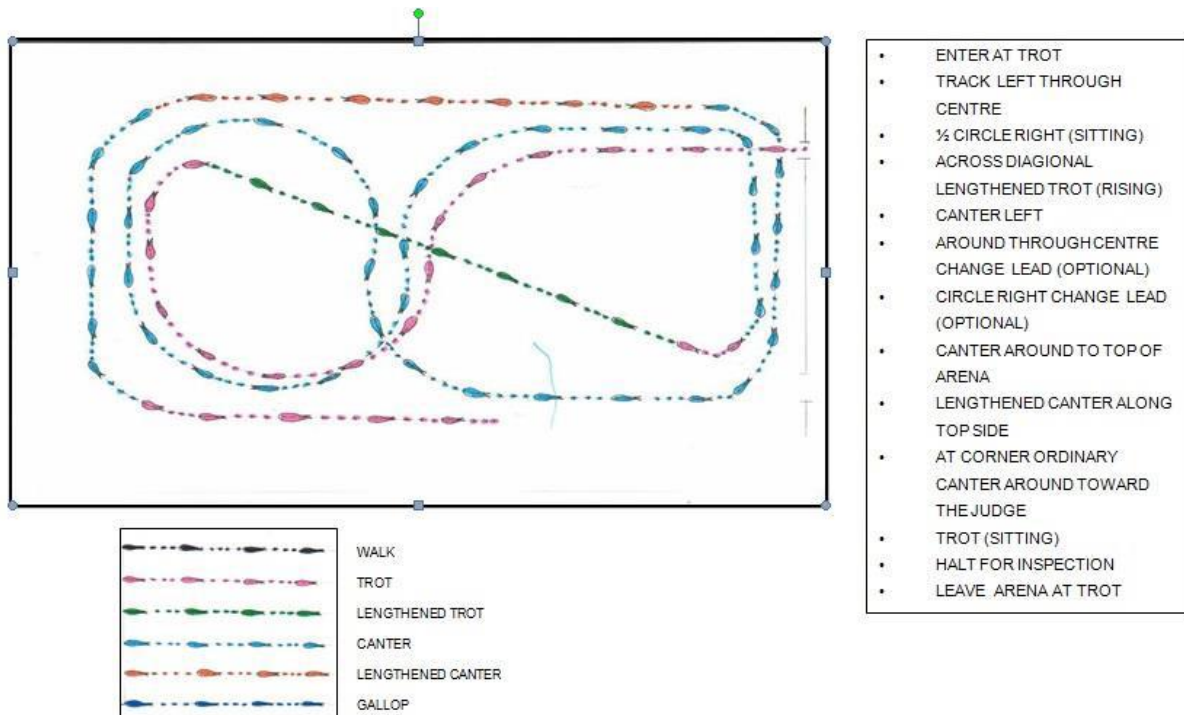 • ENTER AT TROT
• TRACK LEFT THROUGH
CENTRE
• ½ CIRCLE RIGHT (SITTING)
• ACROSS DIAGIONAL
LENGTHENED TROT (RISING)
• CANTER LEFT
• AROUND THROUGH CENTRE
CHANGE LEAD (OPTIONAL)
• CIRCLE RIGHT CHANGE LEAD
(OPTIONAL)
• CANTER AROUND TO TOP OF
ARENA
• LENGTHENED CANTER ALONG
TOP SIDE
• AT CORNER ORDINARY
CANTER AROUND TOWARD
THE JUDGE
• TROT (SITTING)
• HALT FOR INSPECTION
• LEAVE ARENA AT TROT
WALK
TROT
LENGTHENED TROT
CANTER
LENGTHENED CANTER
GALLOP